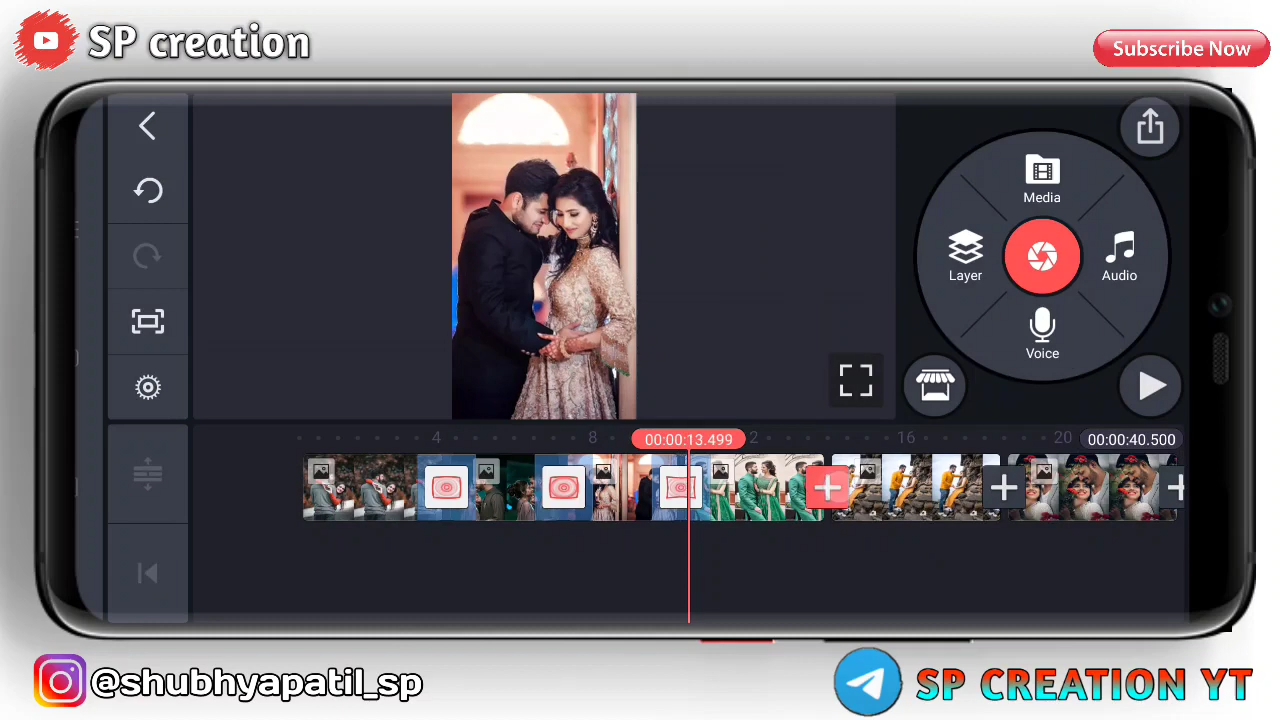 SP creation
Subscribe Now
Media
Layer
Audio
Voice
4
8
00:00:13.499
2
16
20
00:00:40.500
@shubhyapatil_sp
SP CREATION YT